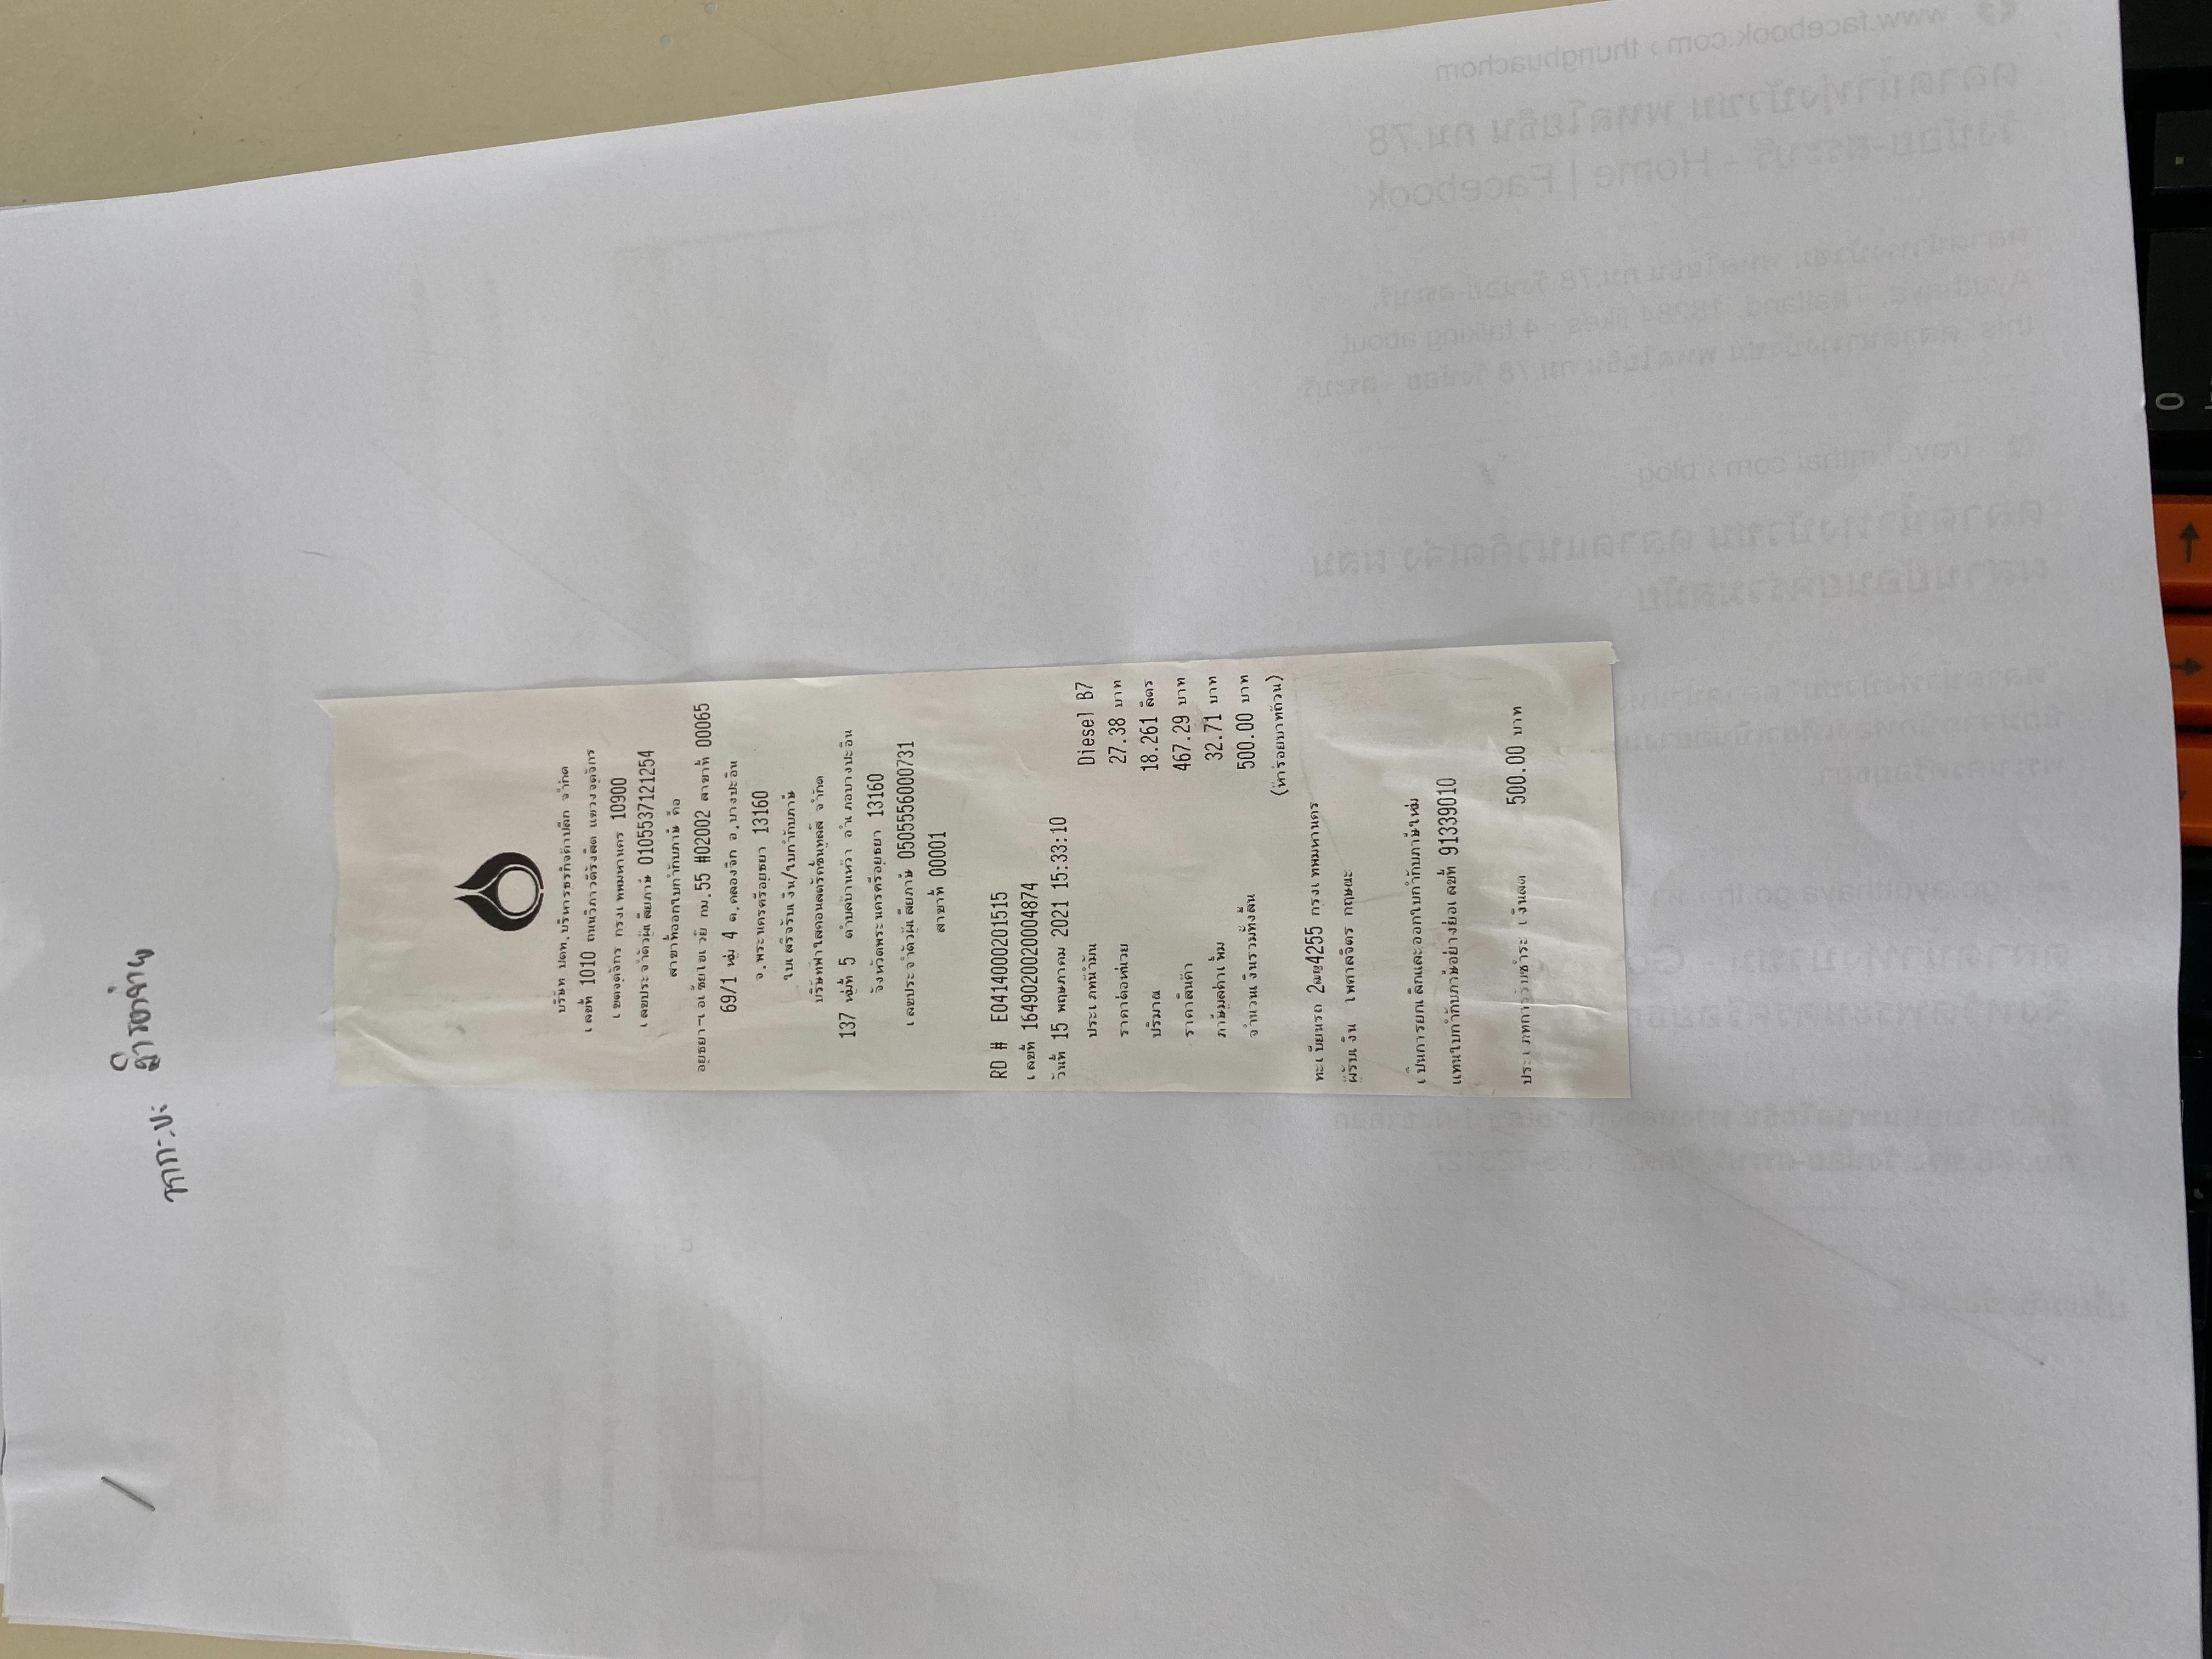 รถกะบะ สำรองจ่าย
บริษัท ปตท.บริหารธุรกิจค้าปลีก จำกัด
เลขที่ 1010 ถนนวิภาวดีรังสิต แขวงจตุจักร
เขตจตุจักร กรุงเทพมหานคร 10900
เลขประจำตัวผู้เสียภาษี 0105537121254
สาขาที่ออกใบกำกับภาษี คือ
อยุธยา-เอเซียไฮเวย์ กม.55 #02002 สาขาที่ 00065
69/1 หมู่ 4 ต.คลองจิก อ.บางปะอิน
จ.พระนครศรีอยุธยา 13160
ใบเสร็จรับเงิน/ใบกำกับภาษี
บริษัทฟ้าใสคอนสตรัคชั่นทูลส์ จำกัด
137 หมู่ที่ 5 ตำบลบ้านหว้า อำเภอบางปะอิน
จังหวัดพระนครศรีอยุธยา 13160
เลขประจำตัวผู้เสียภาษี 0505556000731
สาขาที่ 00001
RD # E0414000201515
เลขที่ 1649020020004874
วันที่ 15 พฤษภาคม 2021 15:33:10
ประเภทน้ำมัน Diesel B7
ราคาต่อหน่วย 27.38 บาท
ปริมาณ 18.261 ลิตร
ราคาสินค้า 467.29 บาท
ภาษีมูลค่าเพิ่ม 32.71 บาท
จำนวนเงินรวมทั้งสิ้น 500.00 บาท
(ห้าร้อยบาทถ้วน)
ทะเบียนรถ 4255 กรุงเทพมหานคร
ผู้รับเงิน ไพศาลจิตร กฤษณะ
เป็นการยกเลิกและออกใบกำกับภาษีใหม่
แทนใบกำกับภาษีอย่างย่อเลขที่ 91339010
ประเภทการรับชำระ เงินสด 500.00 บาท
0